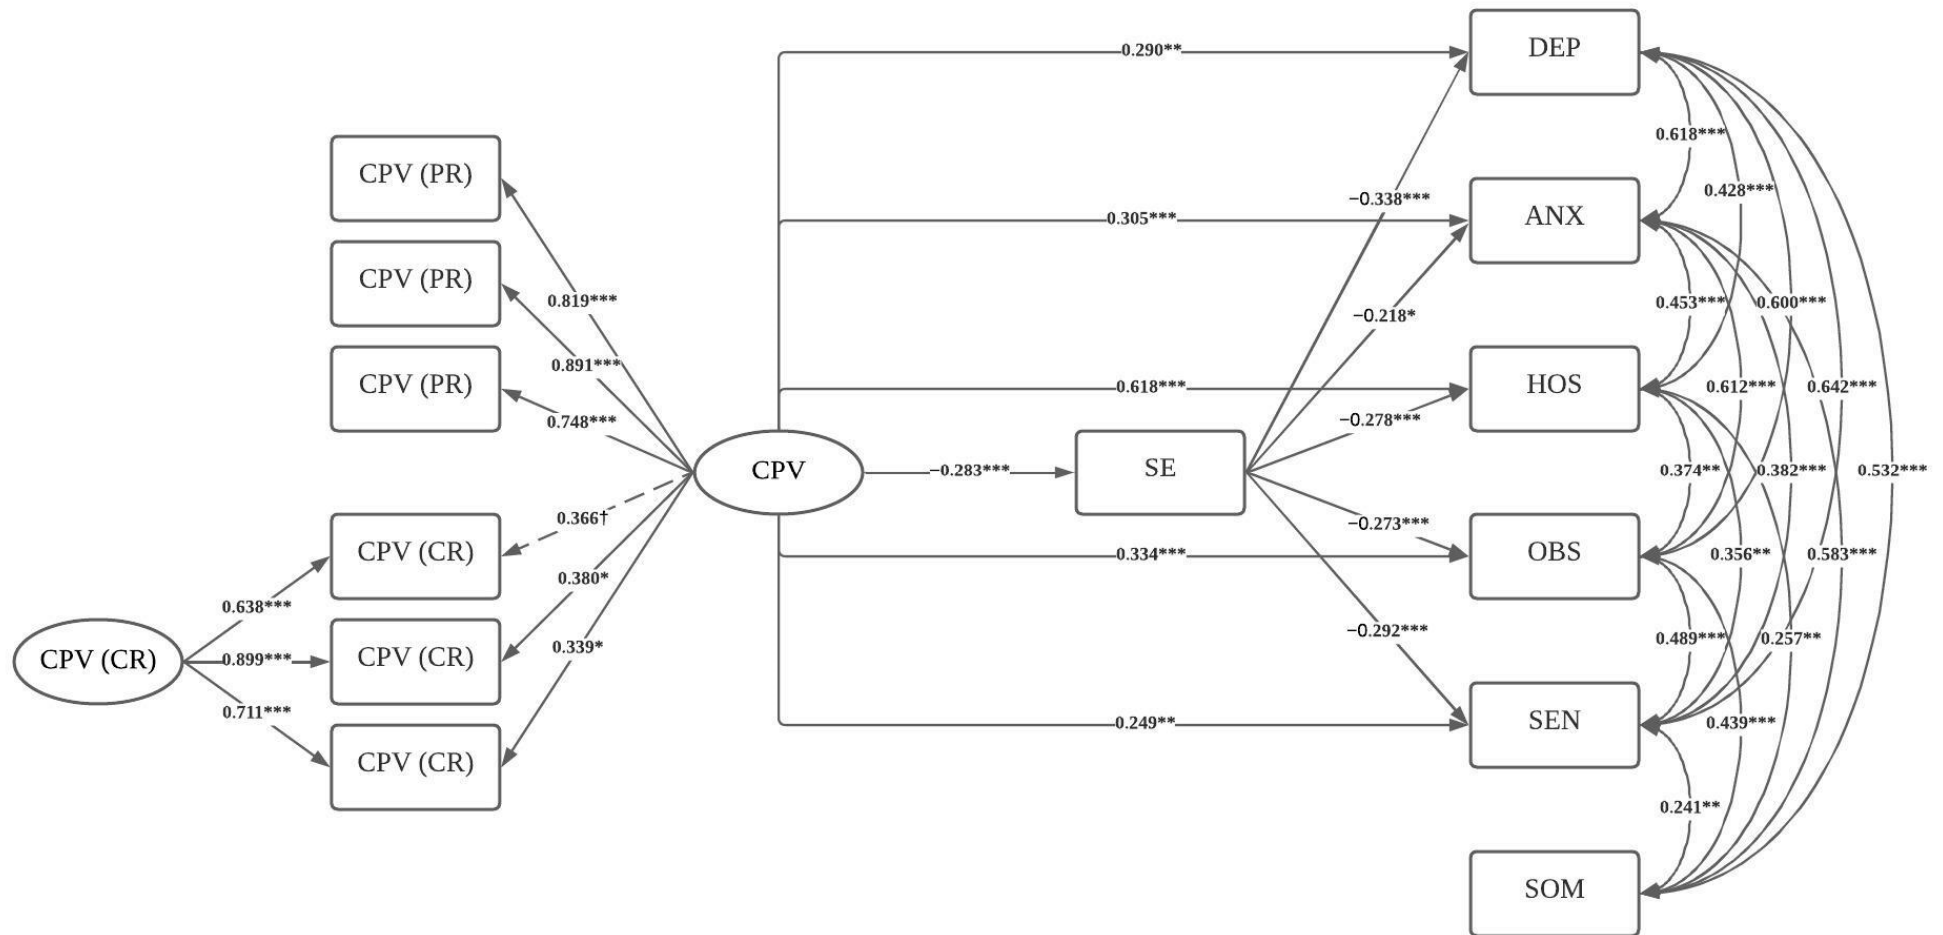 DEP
0.290**
0.618***
CPV (PR)
−0.338***
0.428***
0.305***
ANX
CPV (PR)
0.819***
−0.218*
0.453***
0.600***
CPV (PR)
0.891***
0.748***
0.618***
HOS
−0.278***
0.612***
0.642***
CPV
−0.283***
SE
0.374**
0.382***
0.532***
0.366†
−0.273***
CPV (CR)
0.334***
OBS
0.356**
0.583***
0.380*
0.638***
CPV (CR)
0.899***
CPV (CR)
0.339*
−0.292***
0.489***
0.257**
0.711***
CPV (CR)
0.249**
SEN
0.439***
0.241**
SOM